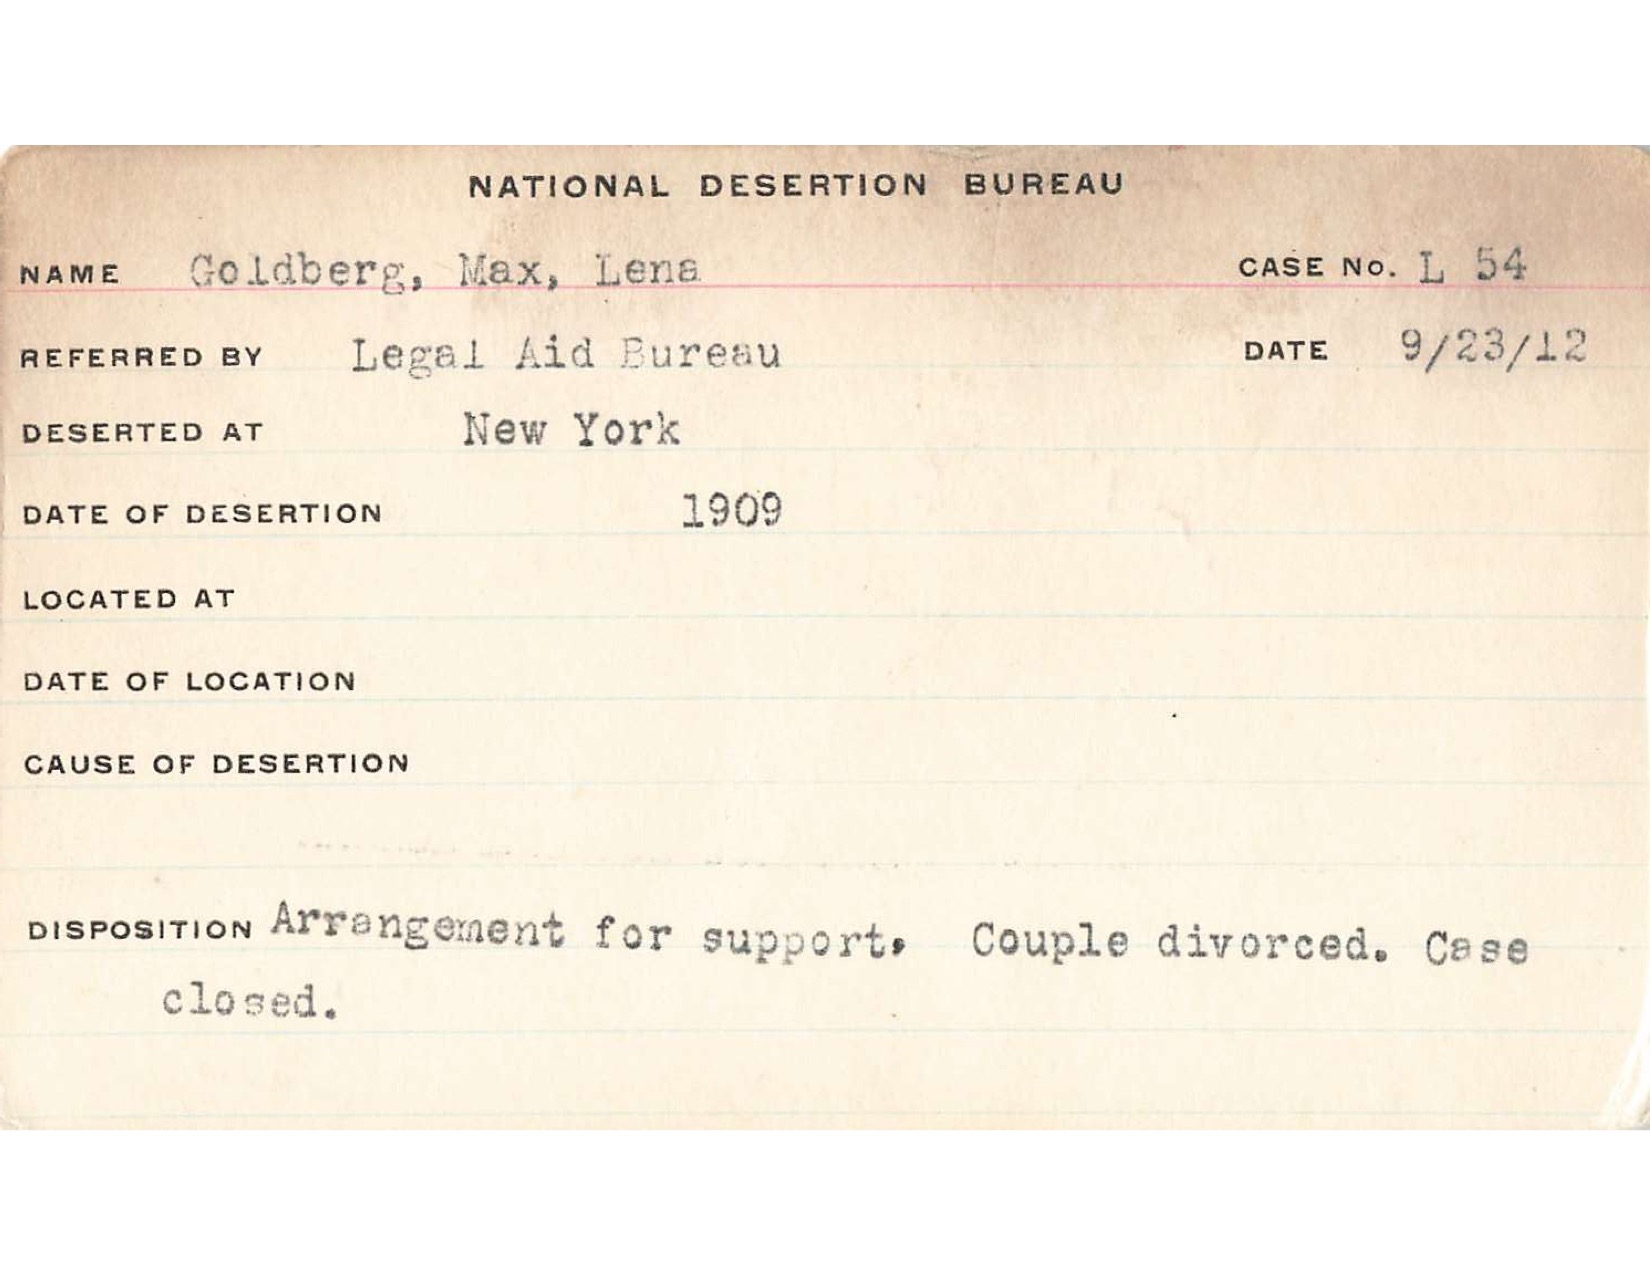 NATIONAL DESERTION BUREAU
NAME Goldberg, Max, Lena CASE No. L 54
REFERRED BY Legal Aid Bureau DATE 9/23/12
DESERTED AT New York
DATE OF DESERTION 1909
LOCATED AT
DATE OF LOCATION
CAUSE OF DESERTION
DISPOSITION Arrangement for support. Couple divorced. Case
closed.